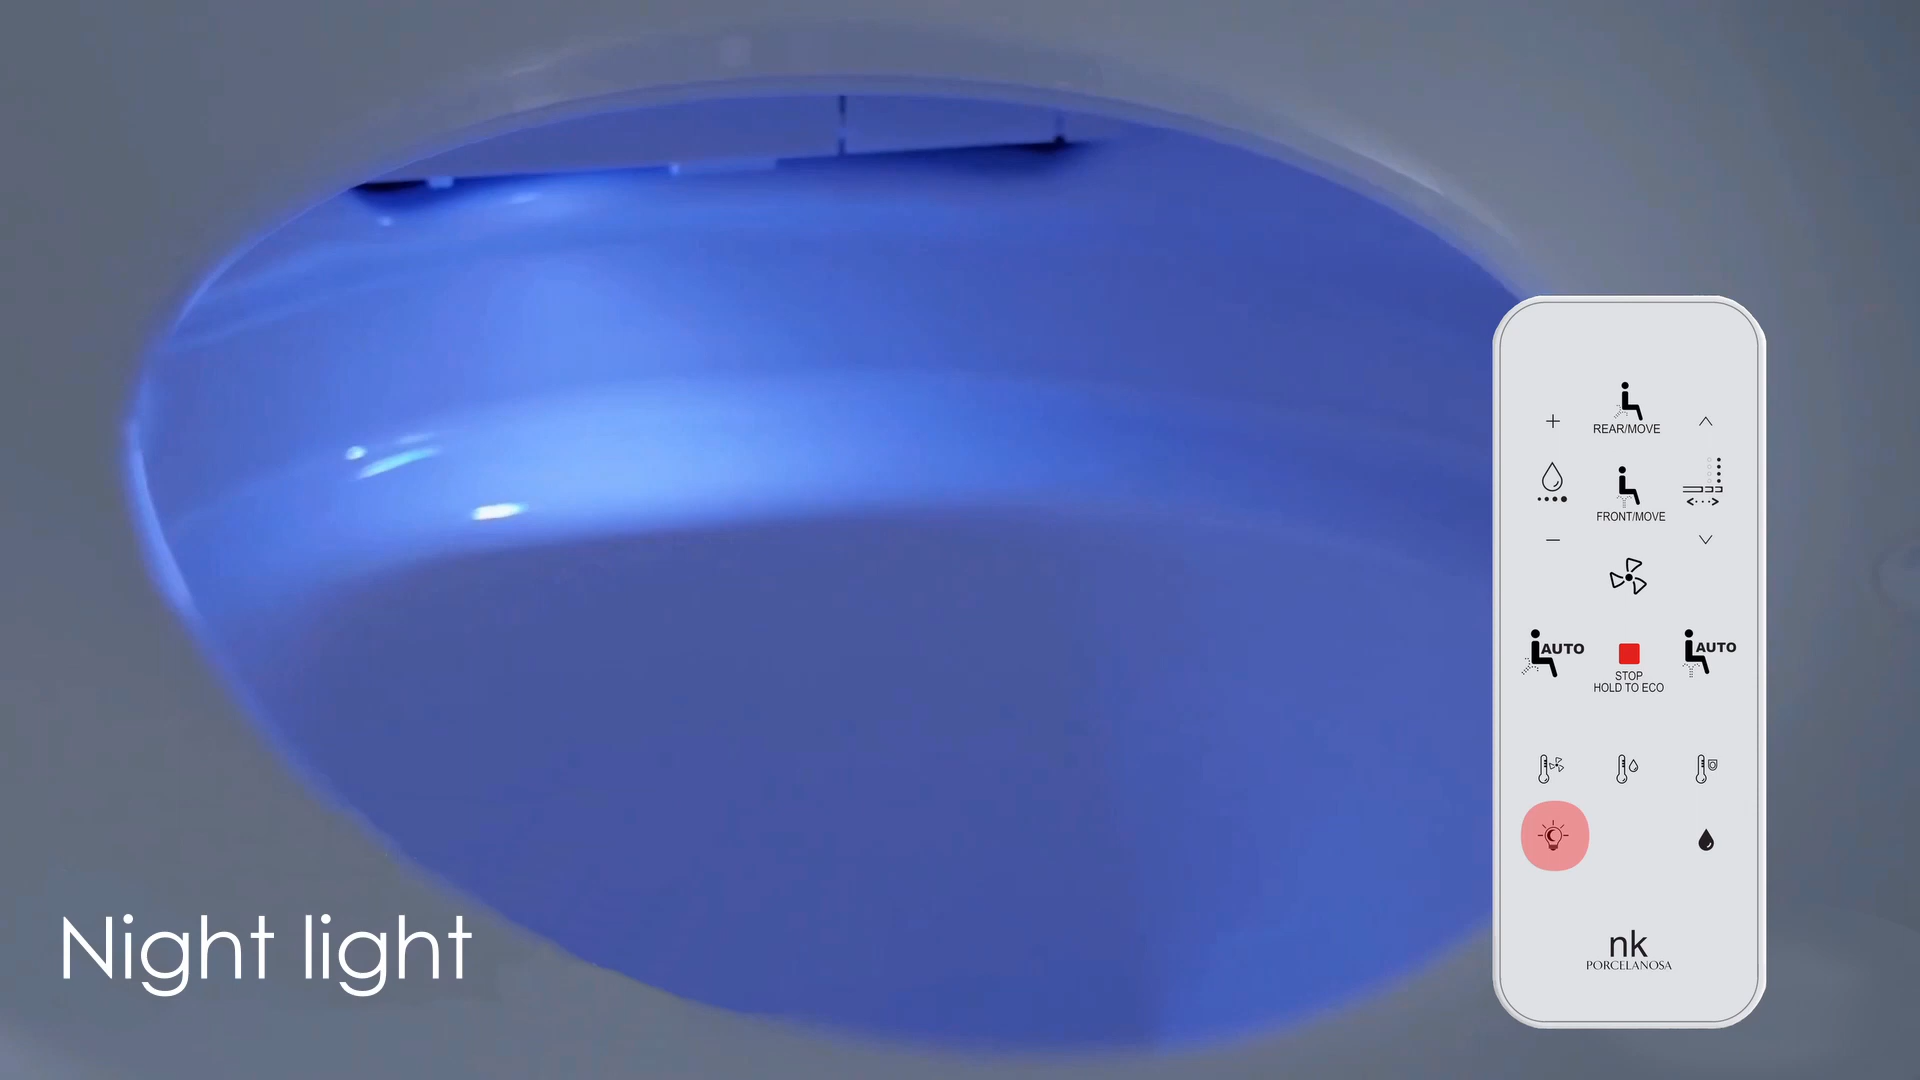 REAR/MOVE
FRONT/MOVE
AUTO
AUTO
STOP
HOLD TO ECO
Night light
nk
PORCELANOSA